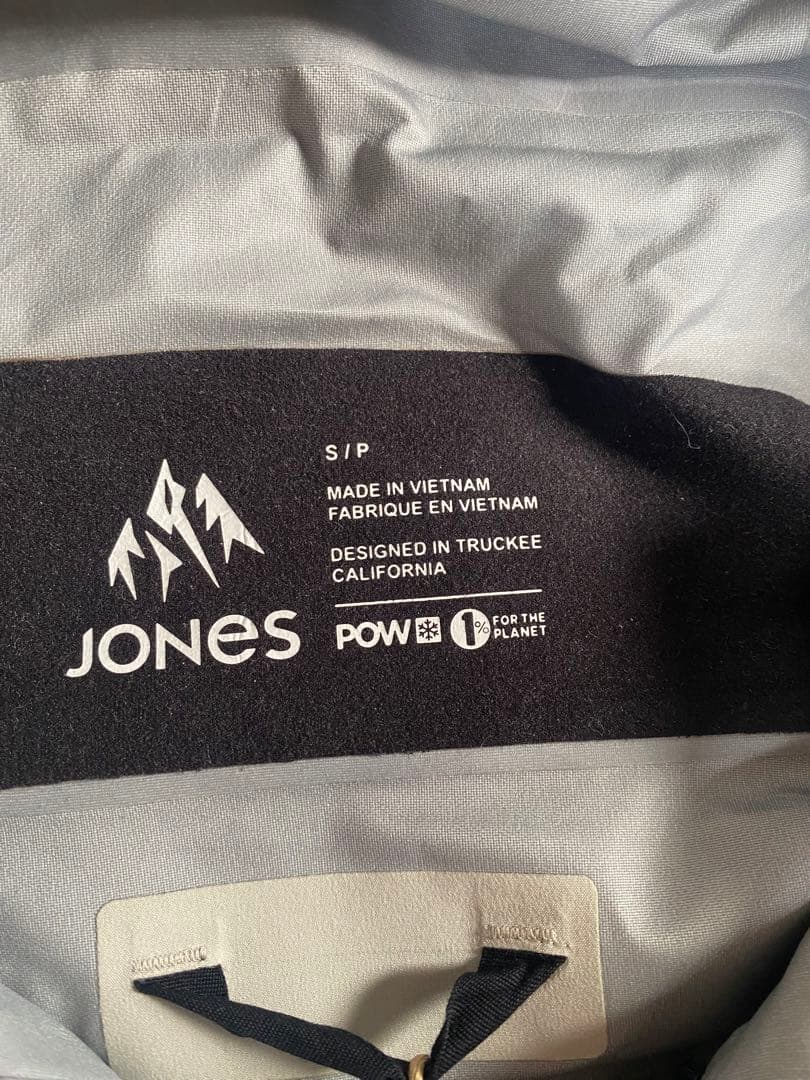 S / P
MADE IN VIETNAM
FABRIQUE EN VIETNAM
DESIGNED IN TRUCKEE
CALIFORNIA
JONeS
POW
1% FOR THE
PLANET